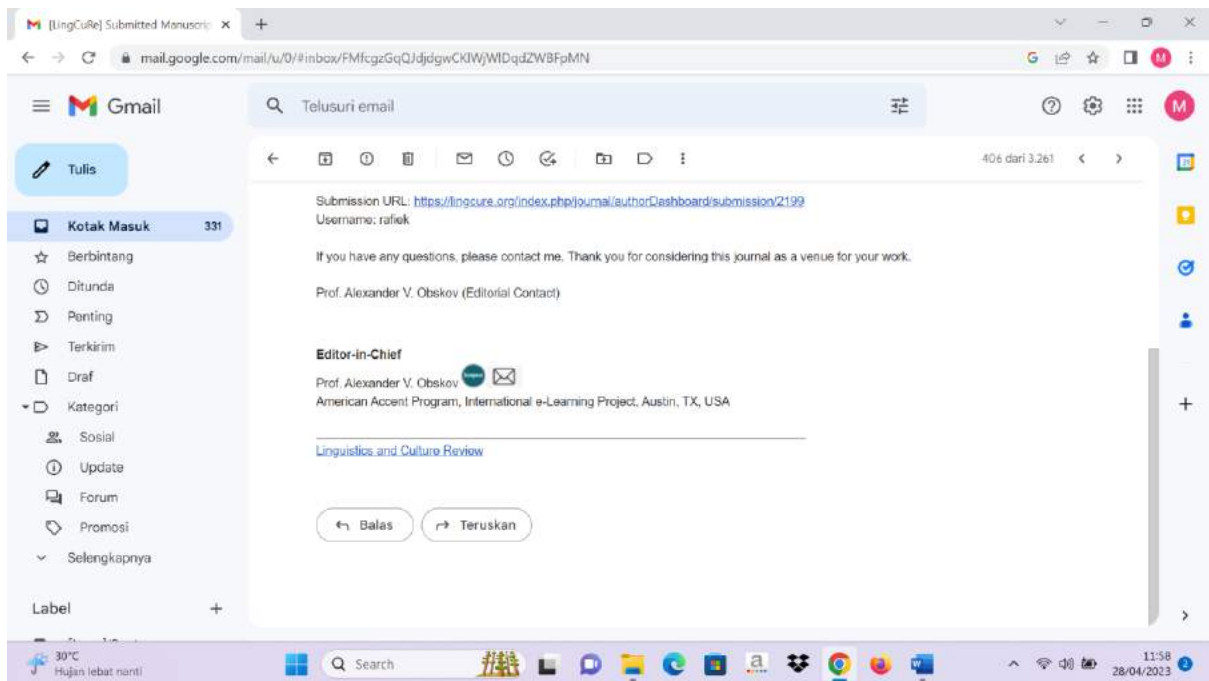 [LingCuRe] Submitted Manuscrip
mail.google.com/mail/u/0/#inbox/FMfcgzGqQJdjdgwCKlWjWlDqdZWBFpMN
Gmail
Telusuri email
M
Tulis
406 dari 3.261
Kotak Masuk 331
Berbintang
Ditunda
Penting
Terkirim
Draf
Kategori
Sosial
Update
Forum
Promosi
Selengkapnya
Label
Submission URL: https://lingcure.org/index.php/journal/authorDashboard/submission/2199
Username: rafiek
If you have any questions, please contact me. Thank you for considering this journal as a venue for your work.
Prof. Alexander V. Obskov (Editorial Contact)
Editor-in-Chief
Prof. Alexander V. Obskov
American Accent Program, International e-Learning Project, Austin, TX, USA
Linguistics and Culture Review
Balas
Teruskan
30°C
Hujan lebat nanti
Search
11:58
28/04/2023
2